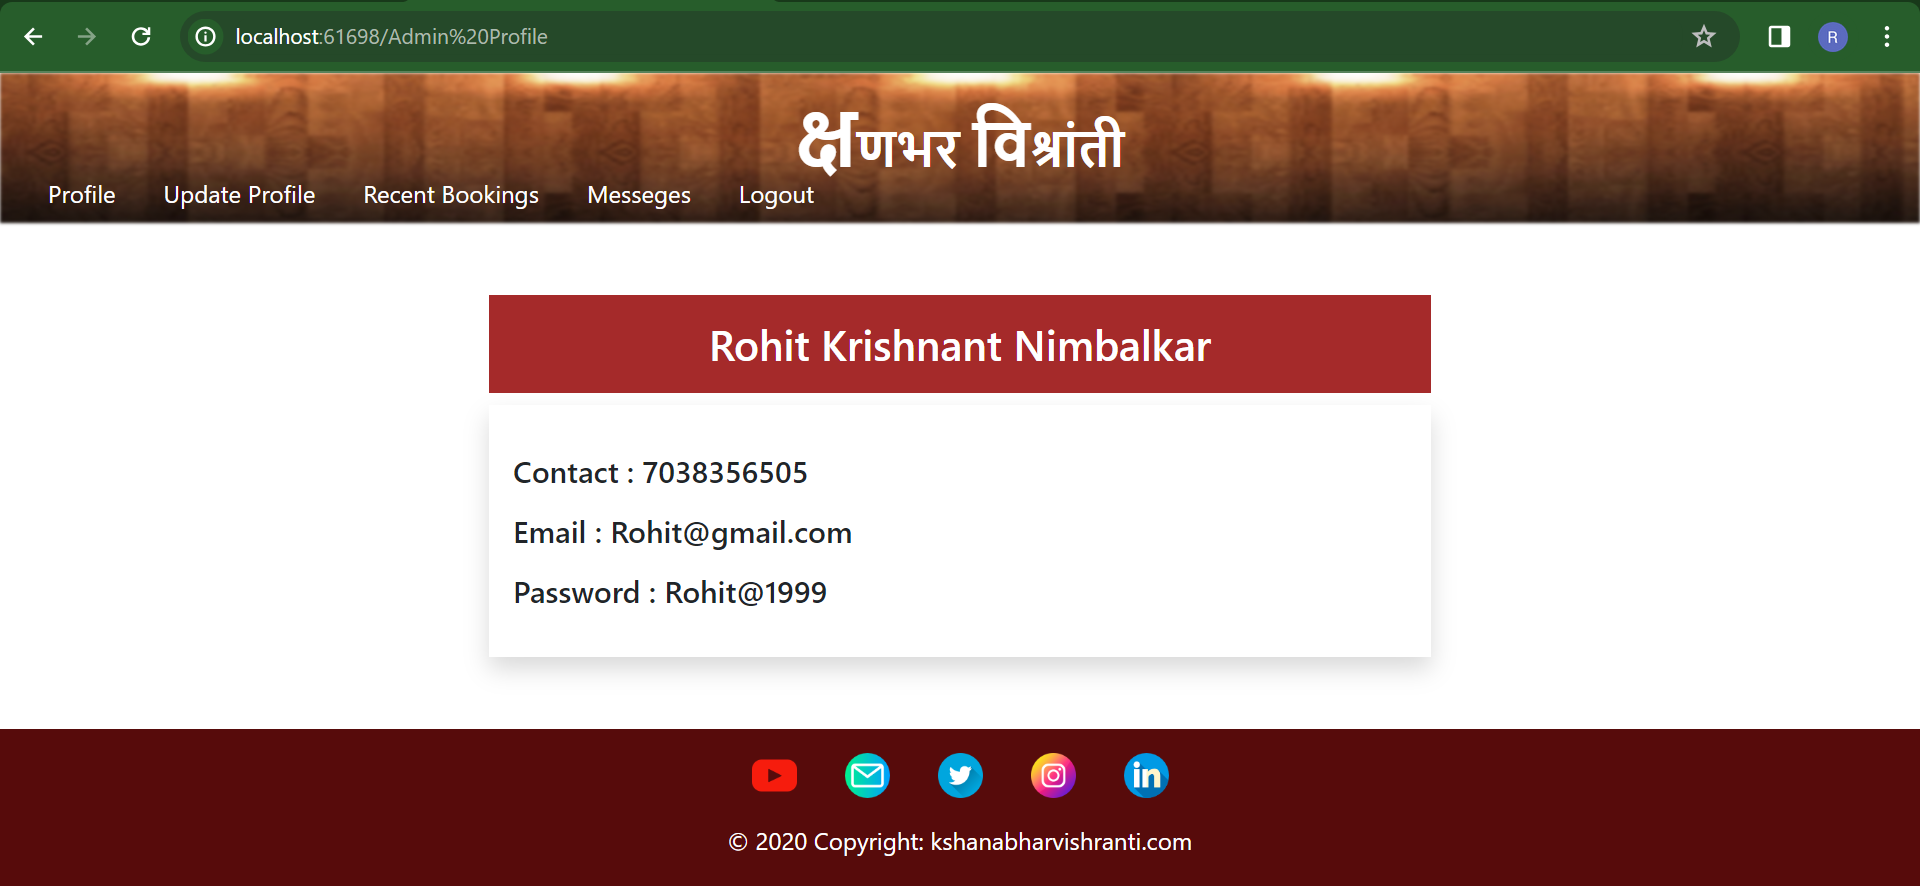 localhost:61698/Admin%20Profile
R
क्षणभर विश्रांती
Profile Update Profile Recent Bookings Messeges Logout
Rohit Krishnant Nimbalkar
Contact : 7038356505
Email : Rohit@gmail.com
Password : Rohit@1999
in
© 2020 Copyright: kshanabharvishranti.com